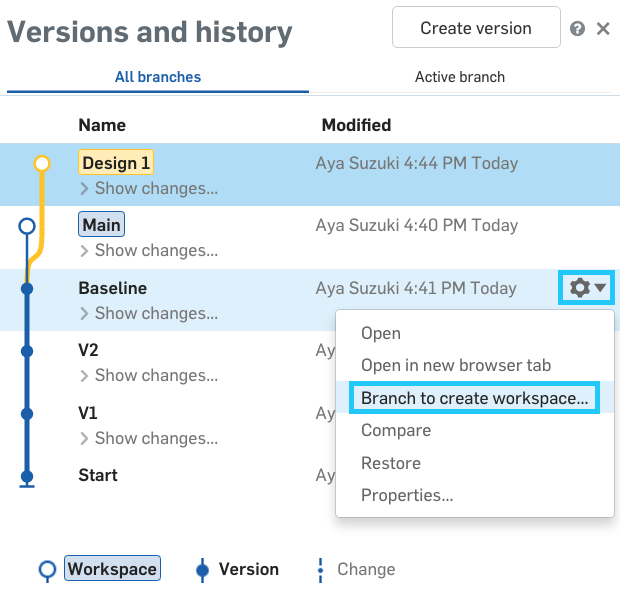 Versions and history
Create version
?
All branches
Active branch
Name Modified
Design 1 Aya Suzuki 4:44 PM Today
Show changes...
Main Aya Suzuki 4:40 PM Today
Show changes...
Baseline Aya Suzuki 4:41 PM Today
Show changes...
Open
V2 Ay
Open in new browser tab
Show changes...
Branch to create workspace...
V1 Ay
Compare
Show changes...
Restore
Start Ay
Properties...
Workspace Version Change